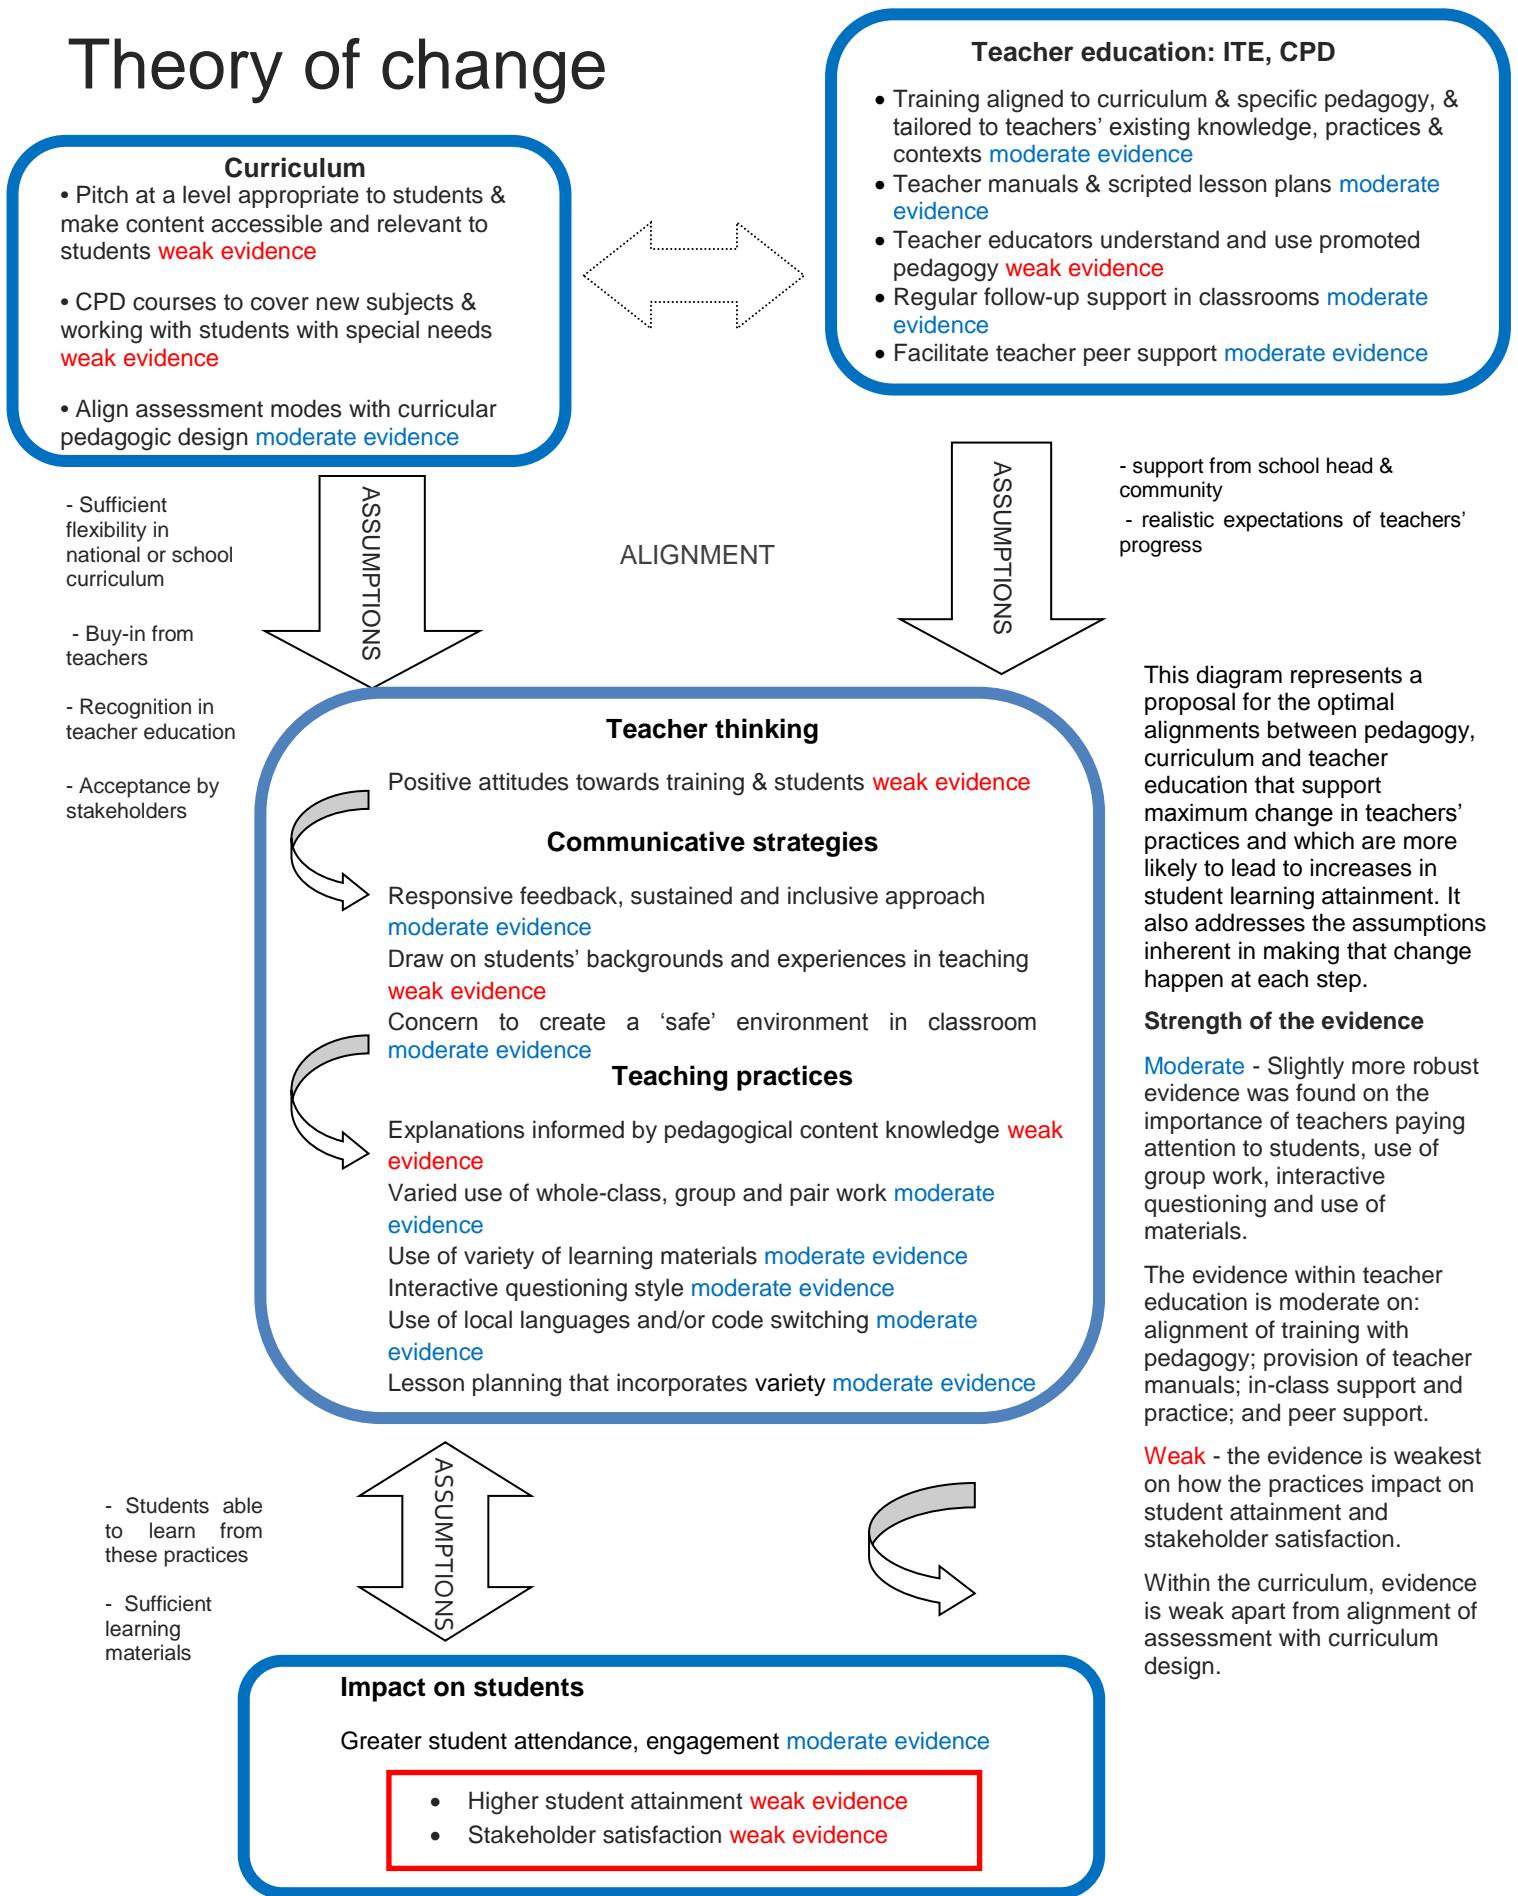 Theory of change
Teacher education: ITE, CPD
• Training aligned to curriculum & specific pedagogy, &
tailored to teachers’ existing knowledge, practices &
contexts moderate evidence
• Teacher manuals & scripted lesson plans moderate
evidence
• Teacher educators understand and use promoted
pedagogy weak evidence
• Regular follow-up support in classrooms moderate
evidence
• Facilitate teacher peer support moderate evidence
Curriculum
• Pitch at a level appropriate to students &
make content accessible and relevant to
students weak evidence
• CPD courses to cover new subjects &
working with students with special needs
weak evidence
• Align assessment modes with curricular
pedagogic design moderate evidence
- Sufficient
flexibility in
national or school
curriculum
- Buy-in from
teachers
- Recognition in
teacher education
- Acceptance by
stakeholders
ASSUMPTIONS
ALIGNMENT
ASSUMPTIONS
- support from school head &
community
- realistic expectations of teachers’
progress
Teacher thinking
Positive attitudes towards training & students weak evidence
Communicative strategies
Responsive feedback, sustained and inclusive approach
moderate evidence
Draw on students’ backgrounds and experiences in teaching
weak evidence
Concern to create a ‘safe’ environment in classroom
moderate evidence
Teaching practices
Explanations informed by pedagogical content knowledge weak
evidence
Varied use of whole-class, group and pair work moderate
evidence
Use of variety of learning materials moderate evidence
Interactive questioning style moderate evidence
Use of local languages and/or code switching moderate
evidence
Lesson planning that incorporates variety moderate evidence
This diagram represents a
proposal for the optimal
alignments between pedagogy,
curriculum and teacher
education that support
maximum change in teachers’
practices and which are more
likely to lead to increases in
student learning attainment. It
also addresses the assumptions
inherent in making that change
happen at each step.
Strength of the evidence
Moderate - Slightly more robust
evidence was found on the
importance of teachers paying
attention to students, use of
group work, interactive
questioning and use of
materials.
The evidence within teacher
education is moderate on:
alignment of training with
pedagogy; provision of teacher
manuals; in-class support and
practice; and peer support.
Weak - the evidence is weakest
on how the practices impact on
student attainment and
stakeholder satisfaction.
Within the curriculum, evidence
is weak apart from alignment of
assessment with curriculum
design.
- Students able
to learn from
these practices
- Sufficient
learning
materials
ASSUMPTIONS
Impact on students
Greater student attendance, engagement moderate evidence
• Higher student attainment weak evidence
• Stakeholder satisfaction weak evidence